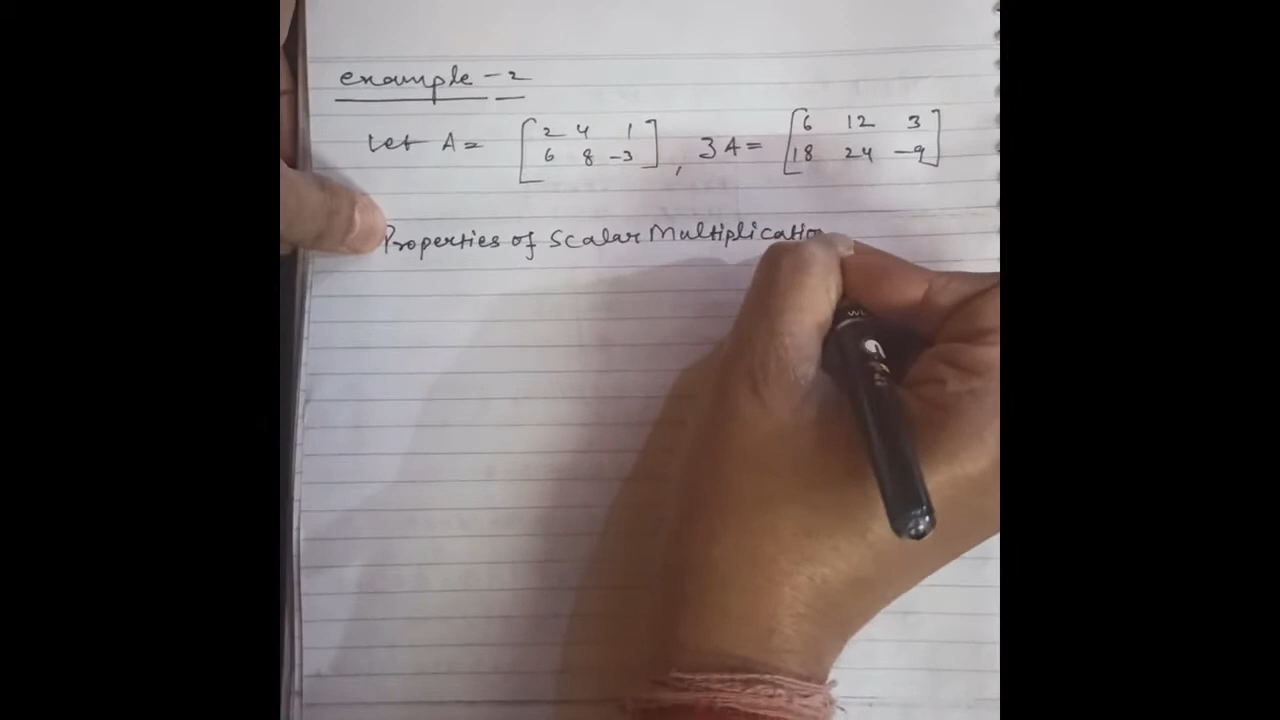 example - 2
Let A = [2 4 1 6 8 -3], 3A = [6 12 3 18 24 -9]
Properties of Scalar Multiplication